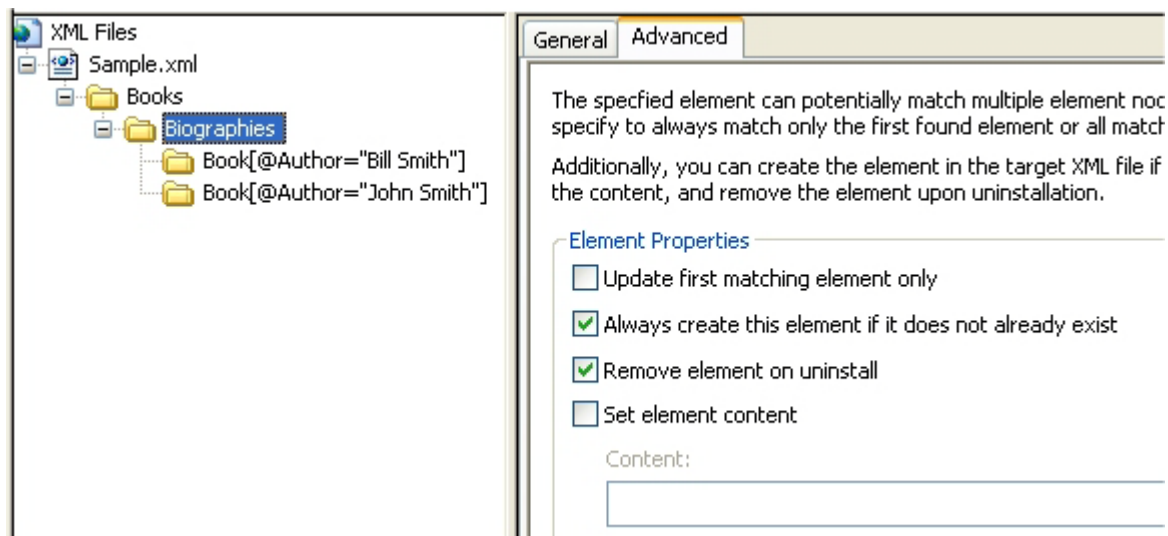 XML Files
Sample.xml
Books
Biographies
Book[@Author="Bill Smith"]
Book[@Author="John Smith"]
General
Advanced
The specfied element can potentially match multiple element
specify to always match only the first found element or all
Additionally, you can create the element in the target XML file if
the content, and remove the element upon uninstallation.
Element Properties
Update first matching element only
Always create this element if it does not already exist
Remove element on uninstall
Set element content
Content: